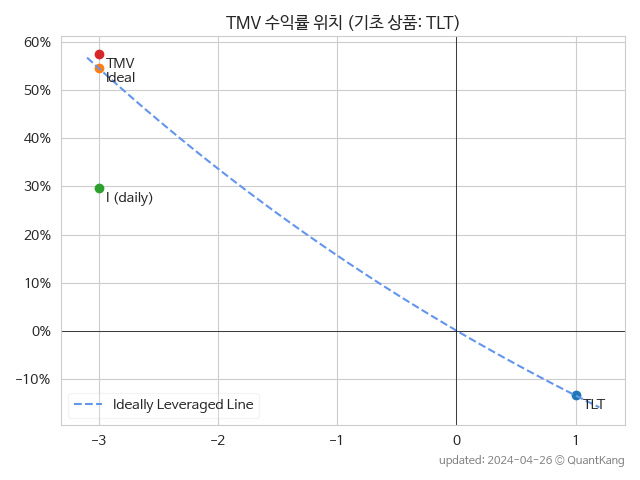 TMV 수익률 위치 (기초 상품: TLT)
60%
50%
40%
30%
20%
10%
0%
−10%
TMV
Ideal
I (daily)
TLT
Ideally Leveraged Line
−3
−2
−1
0
1
updated: 2024-04-26 © QuantKang